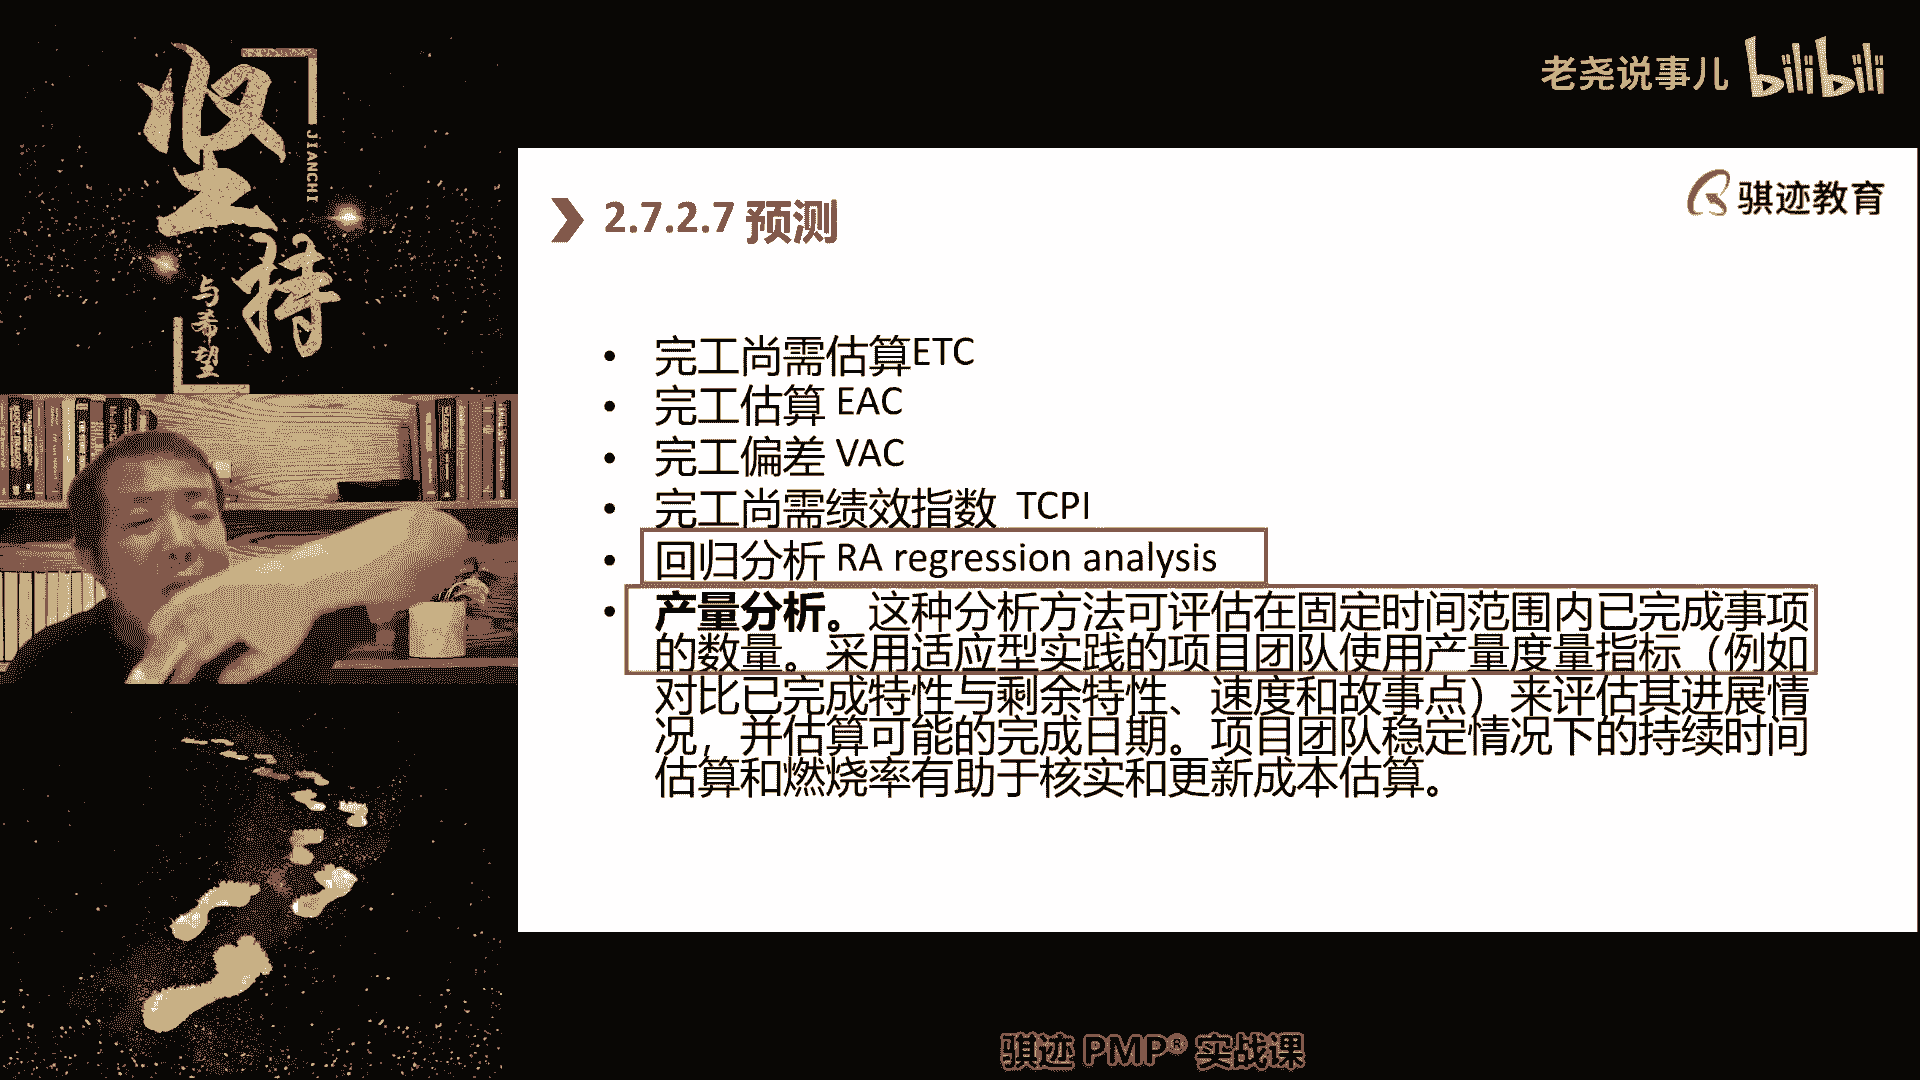 坚持
JIANCHI
与希望
老尧说事儿 bilibili
骐迹教育
2.7.2.7 预测
• 完工尚需估算ETC
• 完工估算 EAC
• 完工偏差 VAC
• 完工尚需绩效指数 TCPI
• 回归分析 RA regression analysis
• 产量分析。这种分析方法可评估在固定时间范围内已完成事项
的数量。采用适应型实践的项目团队使用产量度量指标（例如
对比已完成特性与剩余特性、速度和故事点）来评估其进展情
况，并估算可能的完成日期。项目团队稳定情况下的持续时间
估算和燃烧率有助于核实和更新成本估算。
骐迹 PMP® 实战课